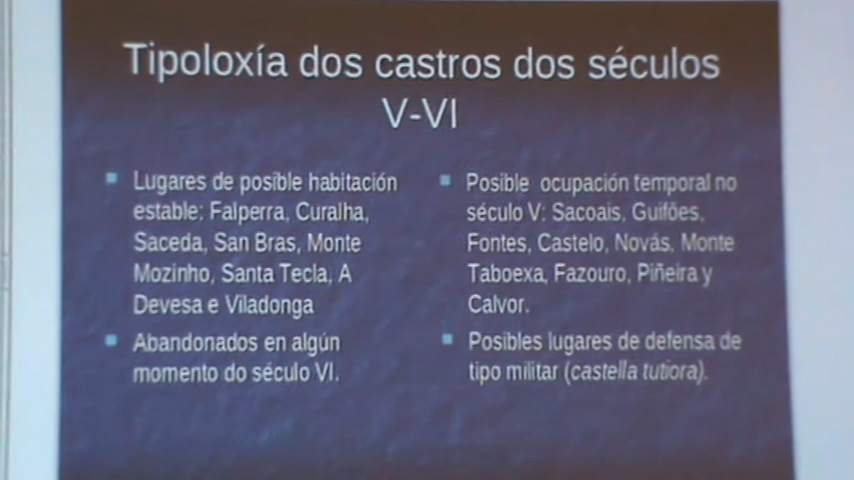 Tipoloxía dos castros dos séculos
V-VI
Lugares de posible habitación
estable: Falperra, Curalha,
Saceda, San Bras, Monte
Mozinho, Santa Tecla, A
Devesa e Viladonga
Abandonados en algún
momento do século VI.
Posible ocupación temporal no
século V: Sacoais, Guifões,
Fontes, Castelo, Novás, Monte
Taboexa, Fazouro, Piñeira y
Calvor.
Posibles lugares de defensa de
tipo militar (castella tutiora).